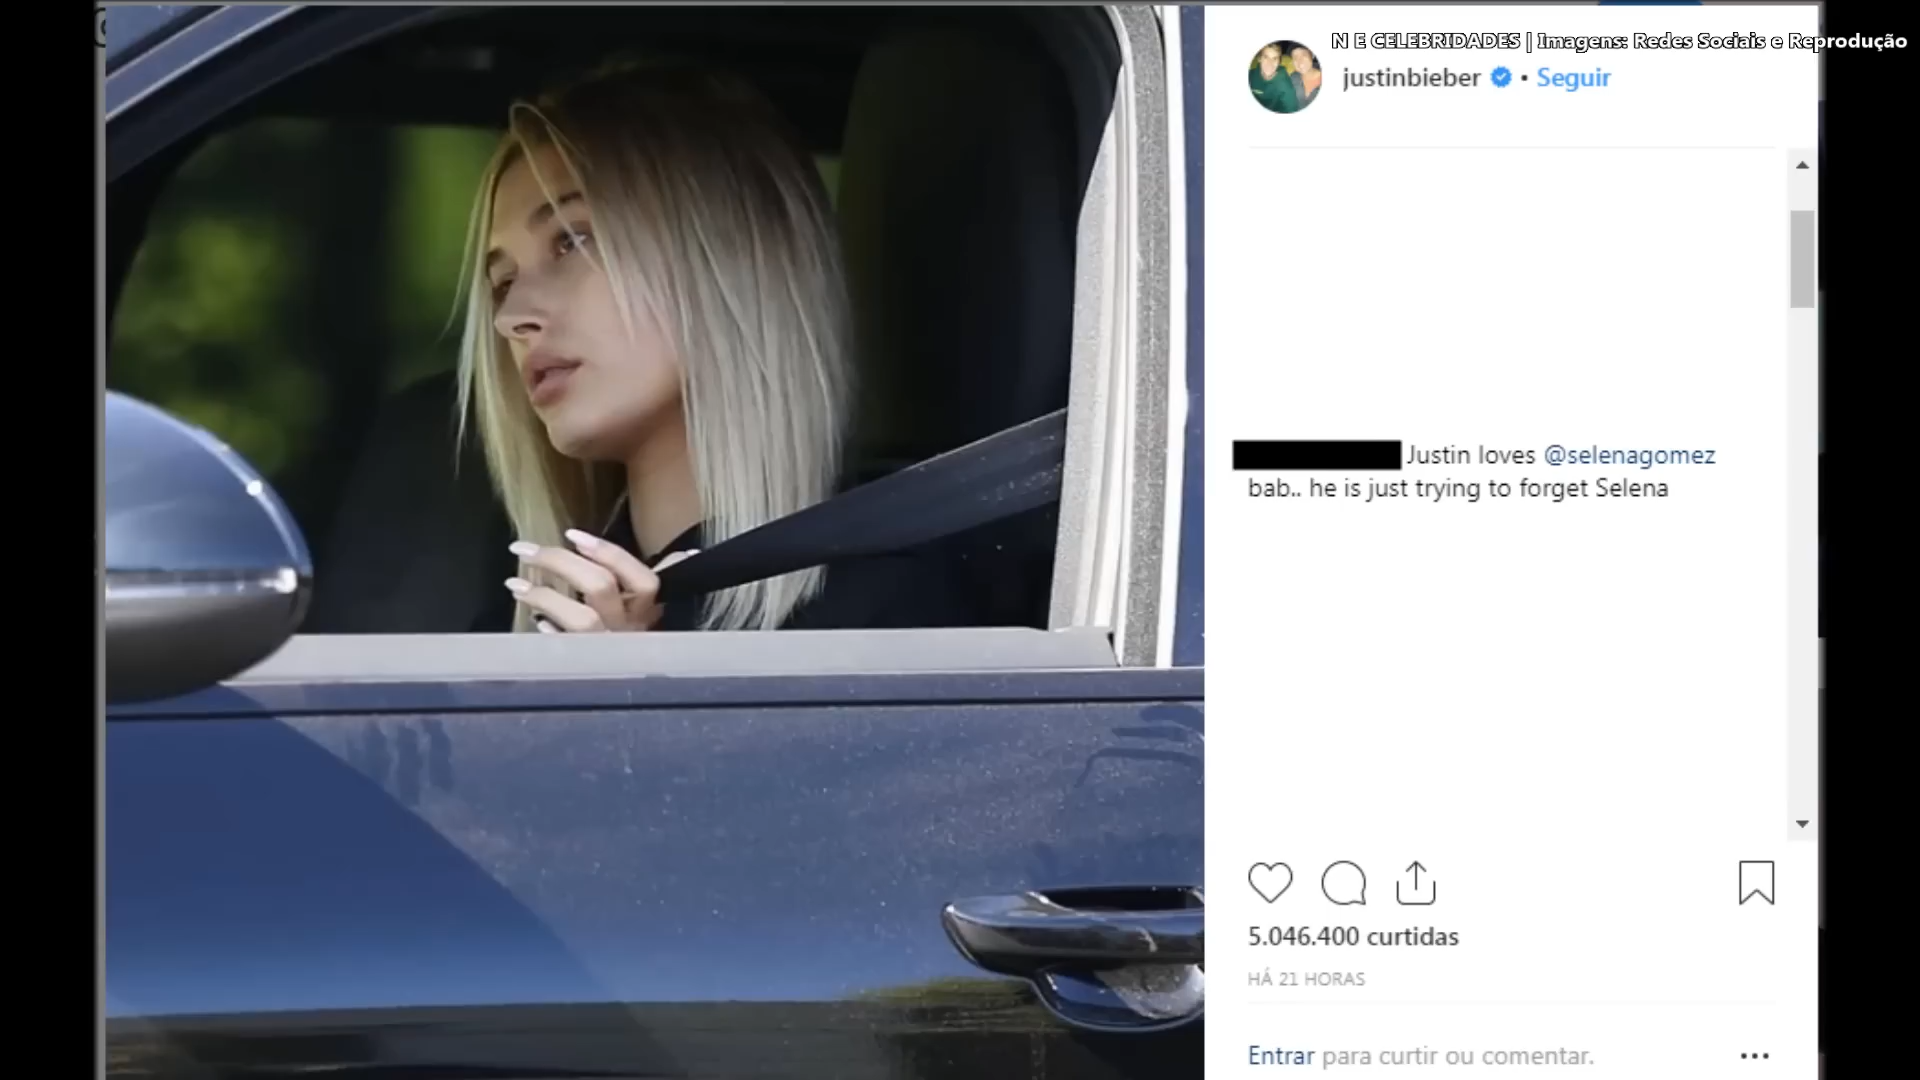 N E CELEBRIDADES | Imagens: Redes Sociais e Reprodução
justinbieber • Seguir
Justin loves @selenagomez
bab.. he is just trying to forget Selena
5.046.400 curtidas
HÁ 21 HORAS
Entrar para curtir ou comentar.